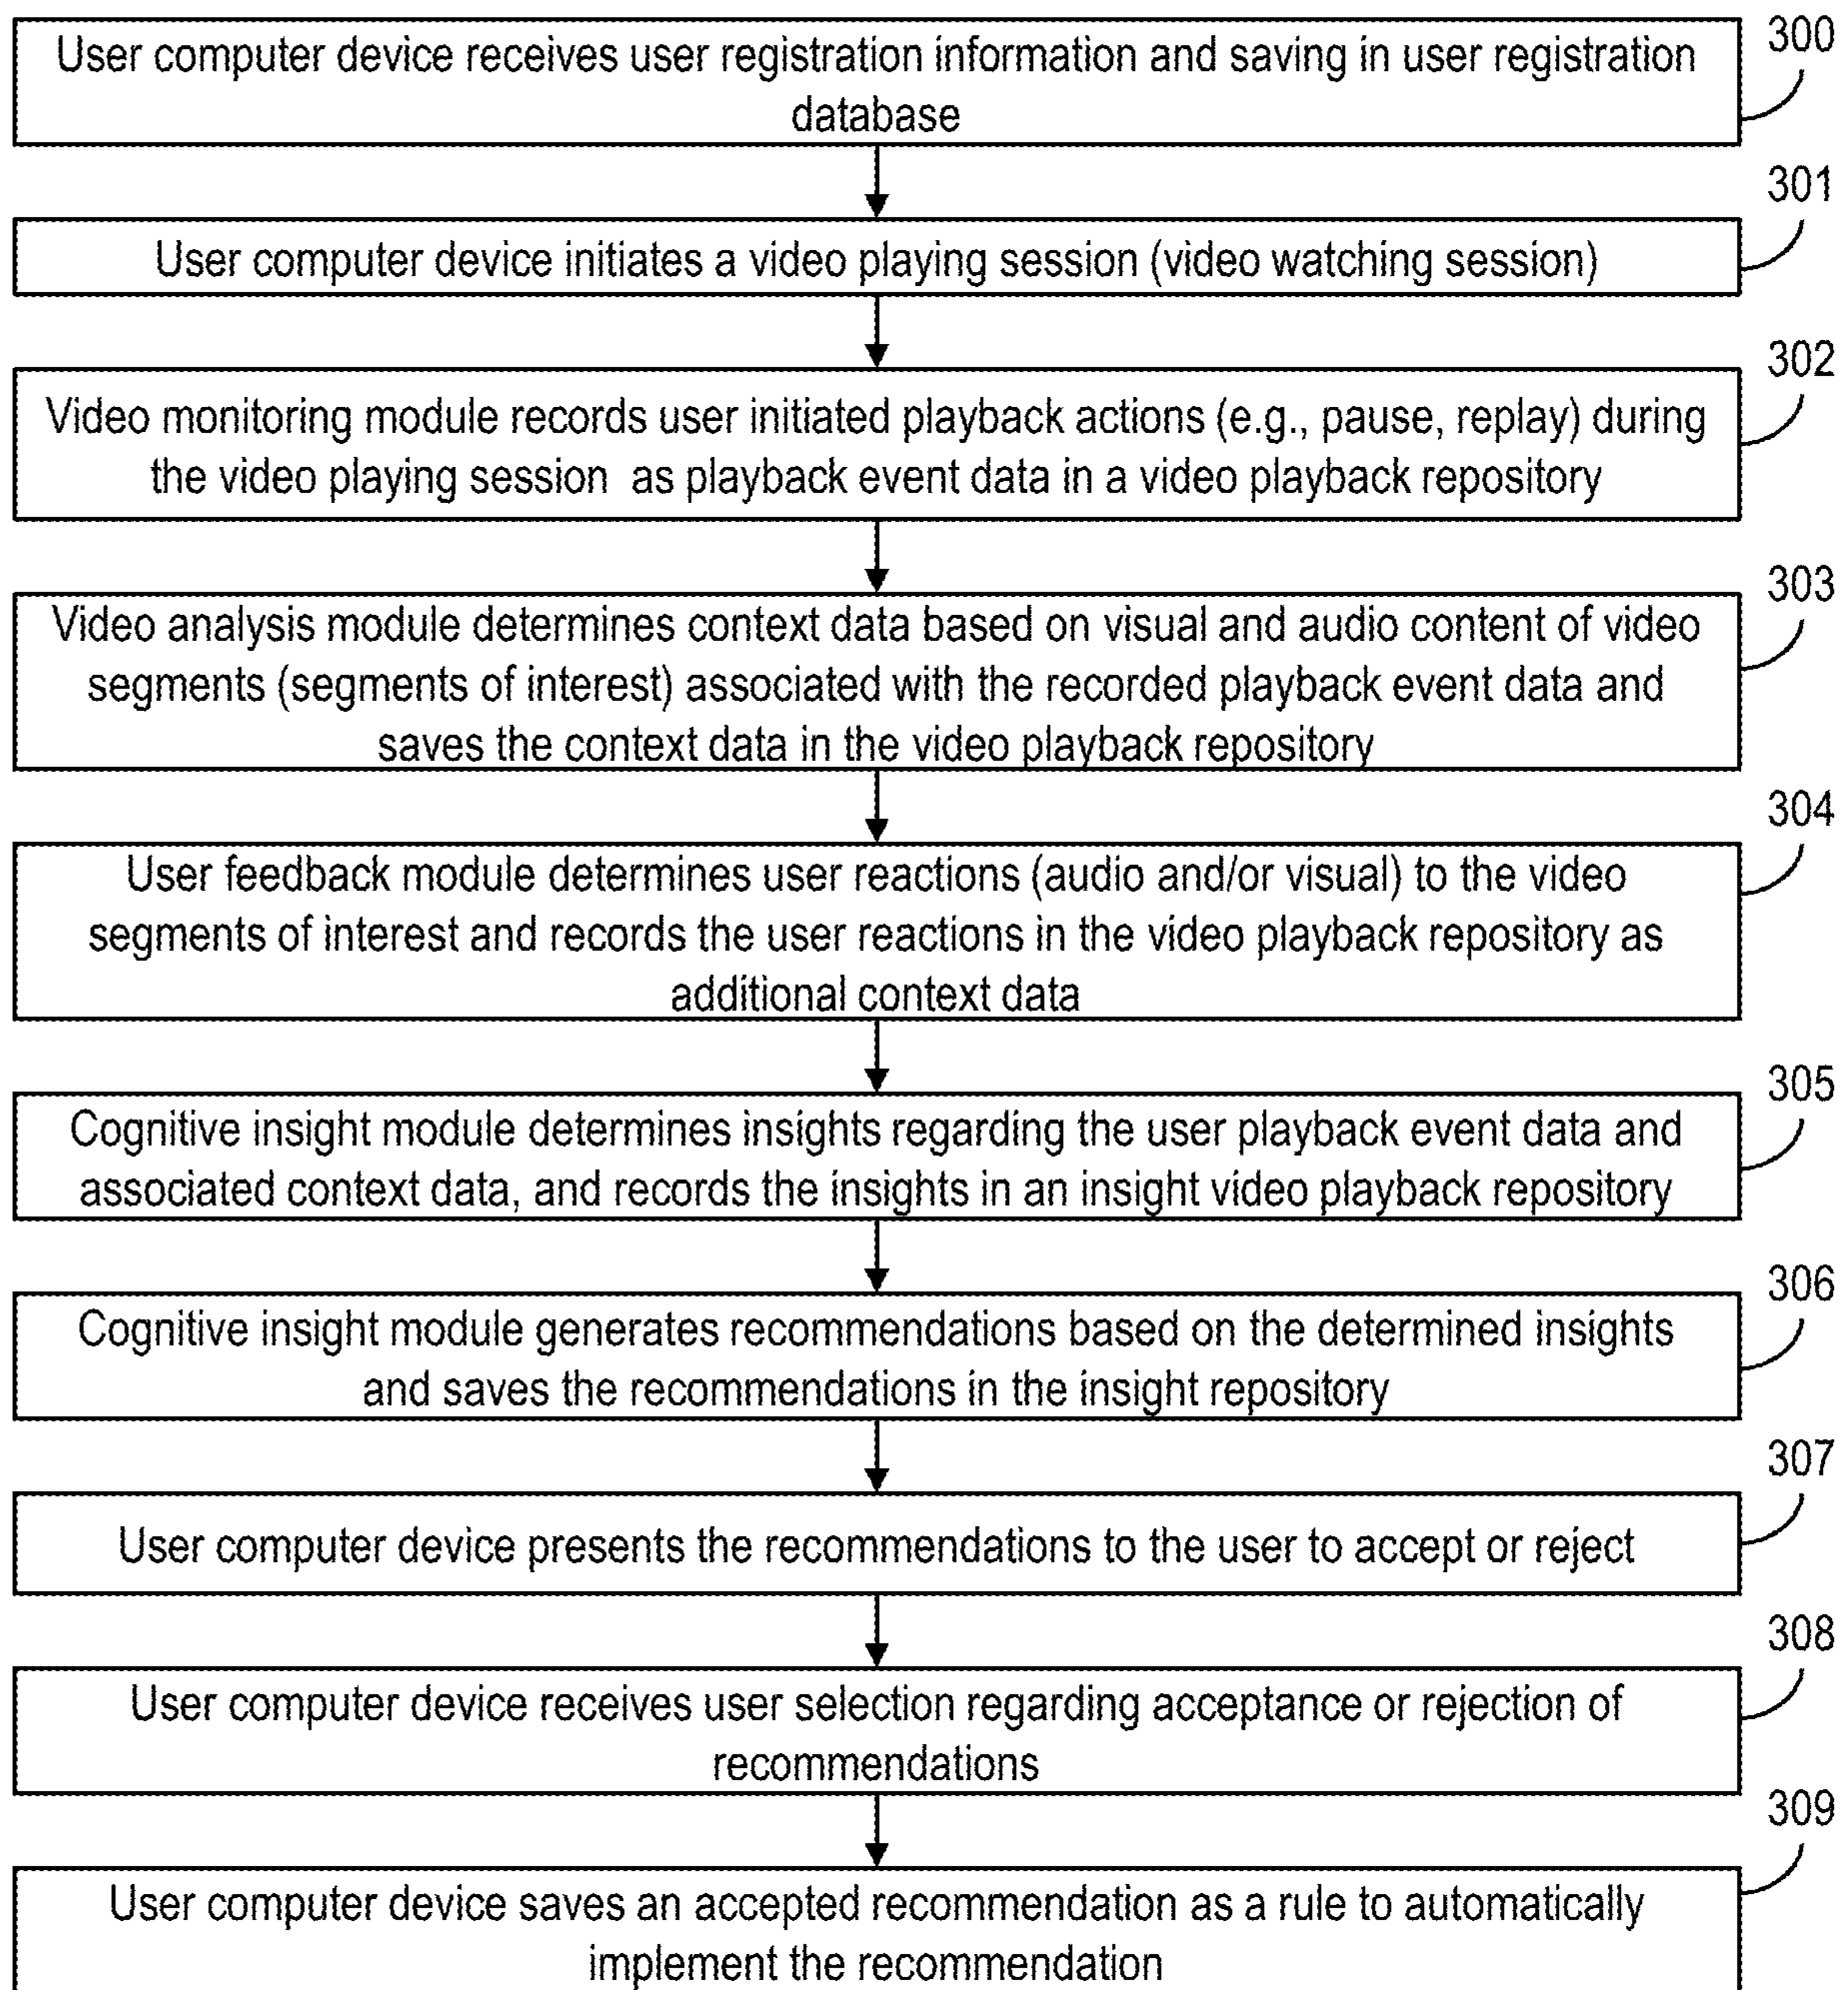 300
User computer device receives user registration information and saving in user registration
database
301
User computer device initiates a video playing session (video watching session)
302
Video monitoring module records user initiated playback actions (e.g., pause, replay) during
the video playing session as playback event data in a video playback repository
303
Video analysis module determines context data based on visual and audio content of video
segments (segments of interest) associated with the recorded playback event data and
saves the context data in the video playback repository
304
User feedback module determines user reactions (audio and/or visual) to the video
segments of interest and records the user reactions in the video playback repository as
additional context data
305
Cognitive insight module determines insights regarding the user playback event data and
associated context data, and records the insights in an insight video playback repository
306
Cognitive insight module generates recommendations based on the determined insights
and saves the recommendations in the insight repository
307
User computer device presents the recommendations to the user to accept or reject
308
User computer device receives user selection regarding acceptance or rejection of
recommendations
309
User computer device saves an accepted recommendation as a rule to automatically
implement the recommendation